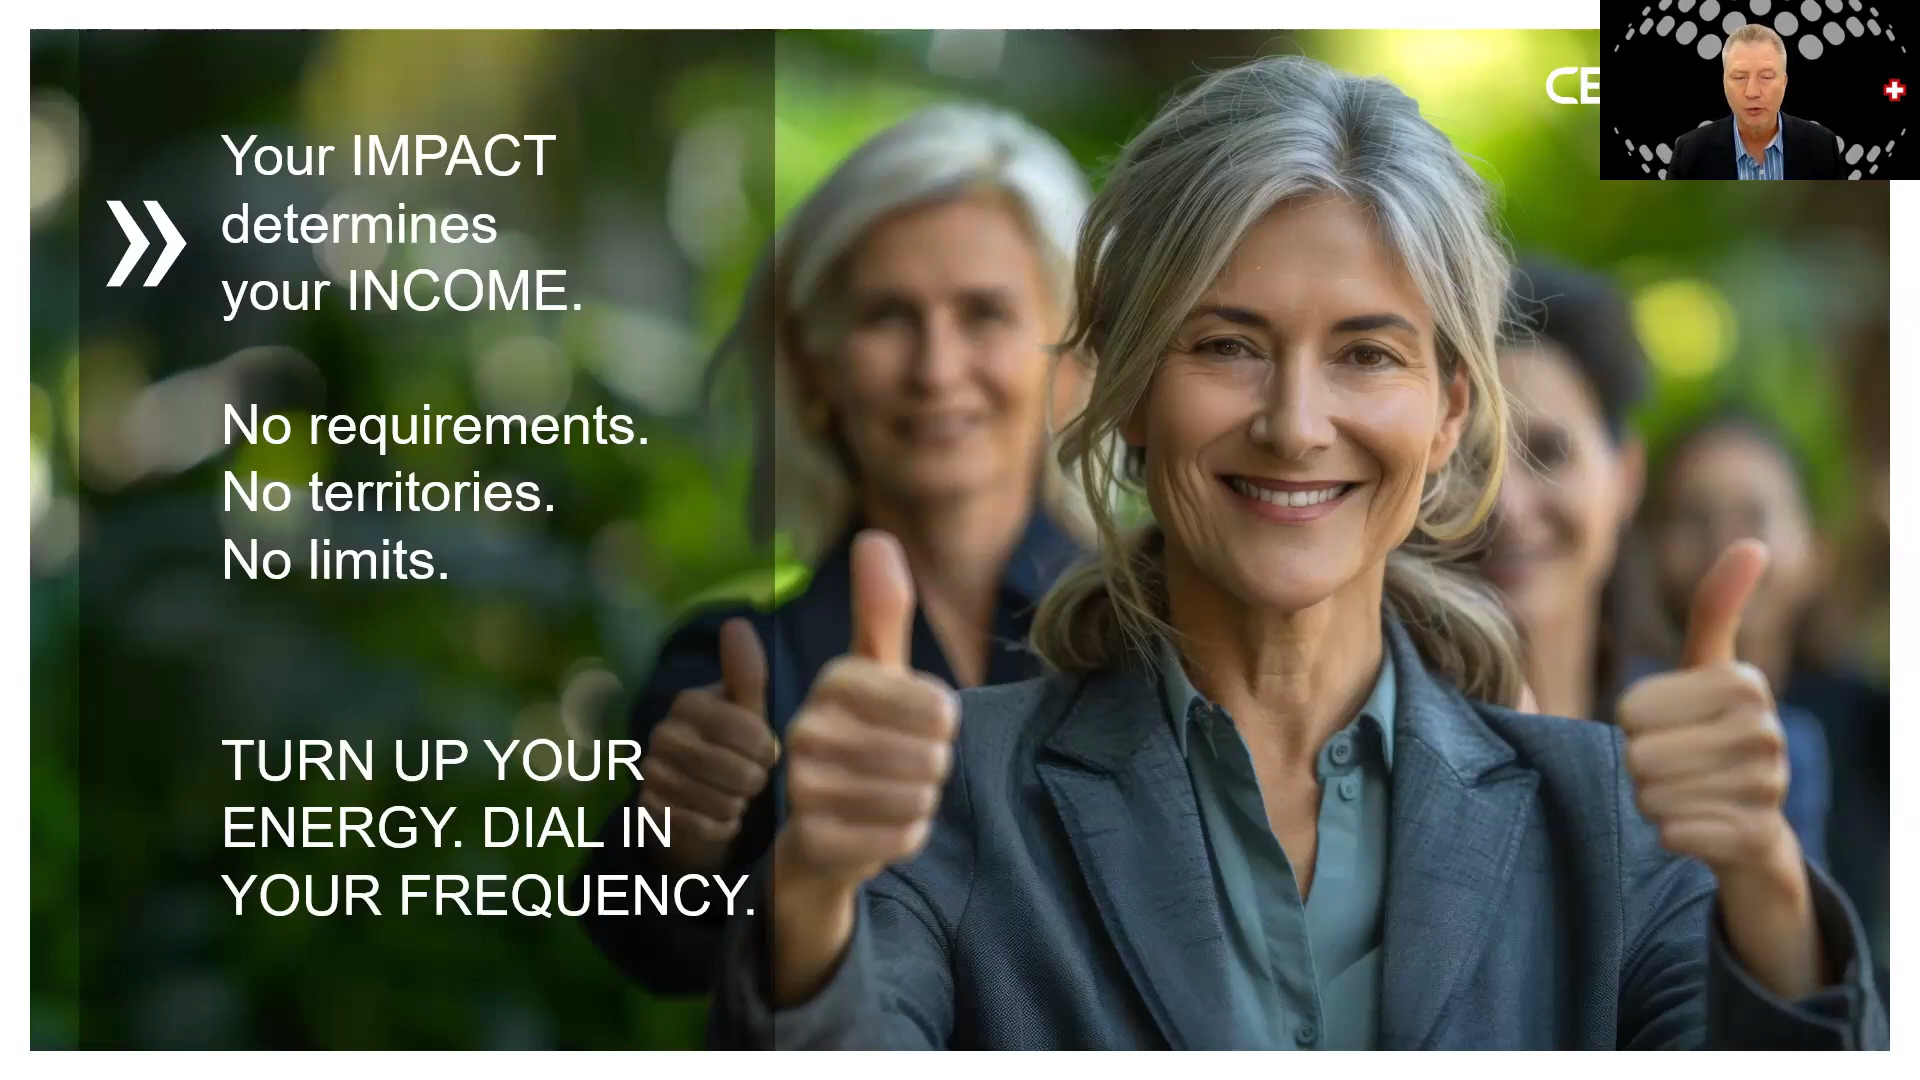 Your IMPACT
determines
your INCOME.
No requirements.
No territories.
No limits.
TURN UP YOUR
ENERGY. DIAL IN
YOUR FREQUENCY.
CE